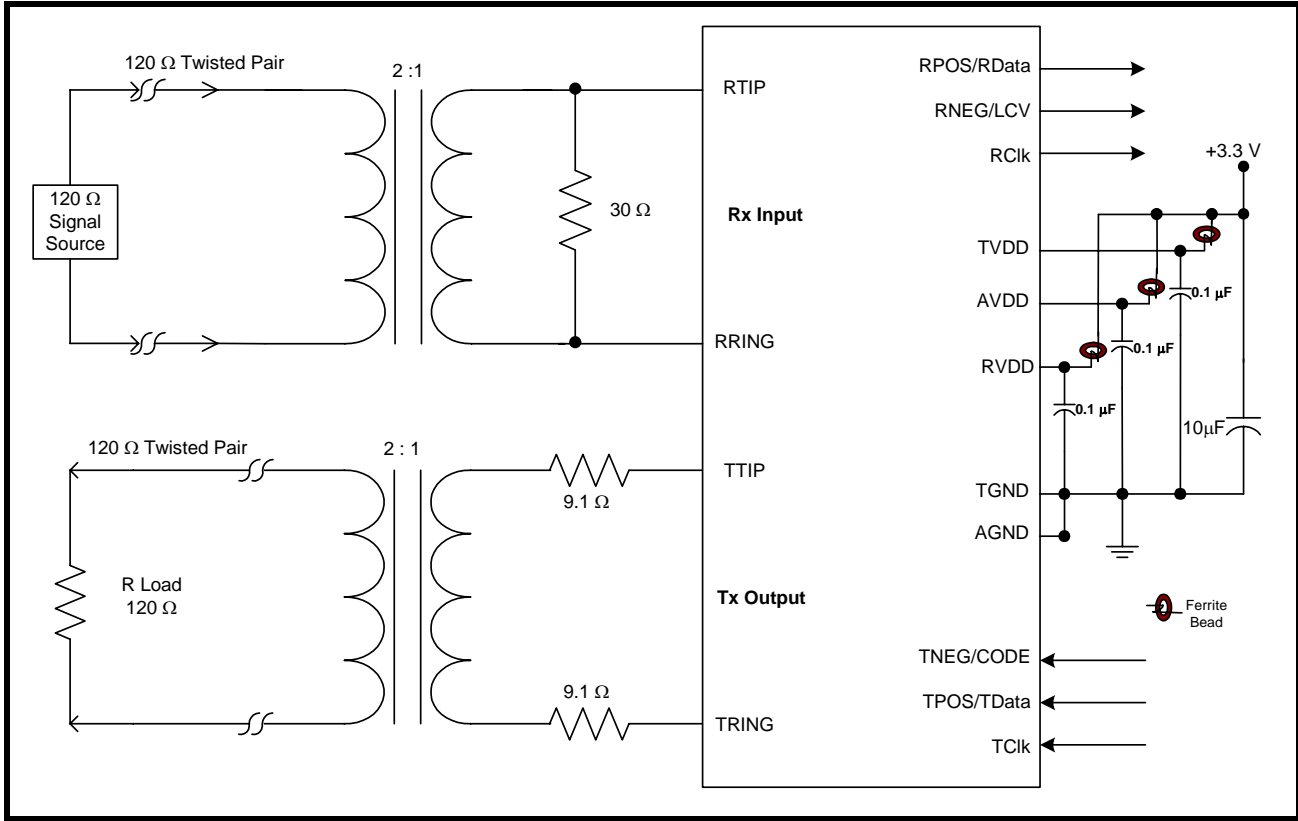 120 Ω Twisted Pair
2 :1
120 Ω
Signal
Source
30 Ω
RTIP
Rx Input
RRING
RPOS/RData
RNEG/LCV
RClk
+3.3 V
TVDD
AVDD
RVDD
0.1 μF
0.1 μF
0.1 μF
10μF
TGND
AGND
120 Ω Twisted Pair
2 : 1
R Load
120 Ω
9.1 Ω
9.1 Ω
TTIP
Tx Output
TRING
Ferrite
Bead
TNEG/CODE
TPOS/TData
TClk